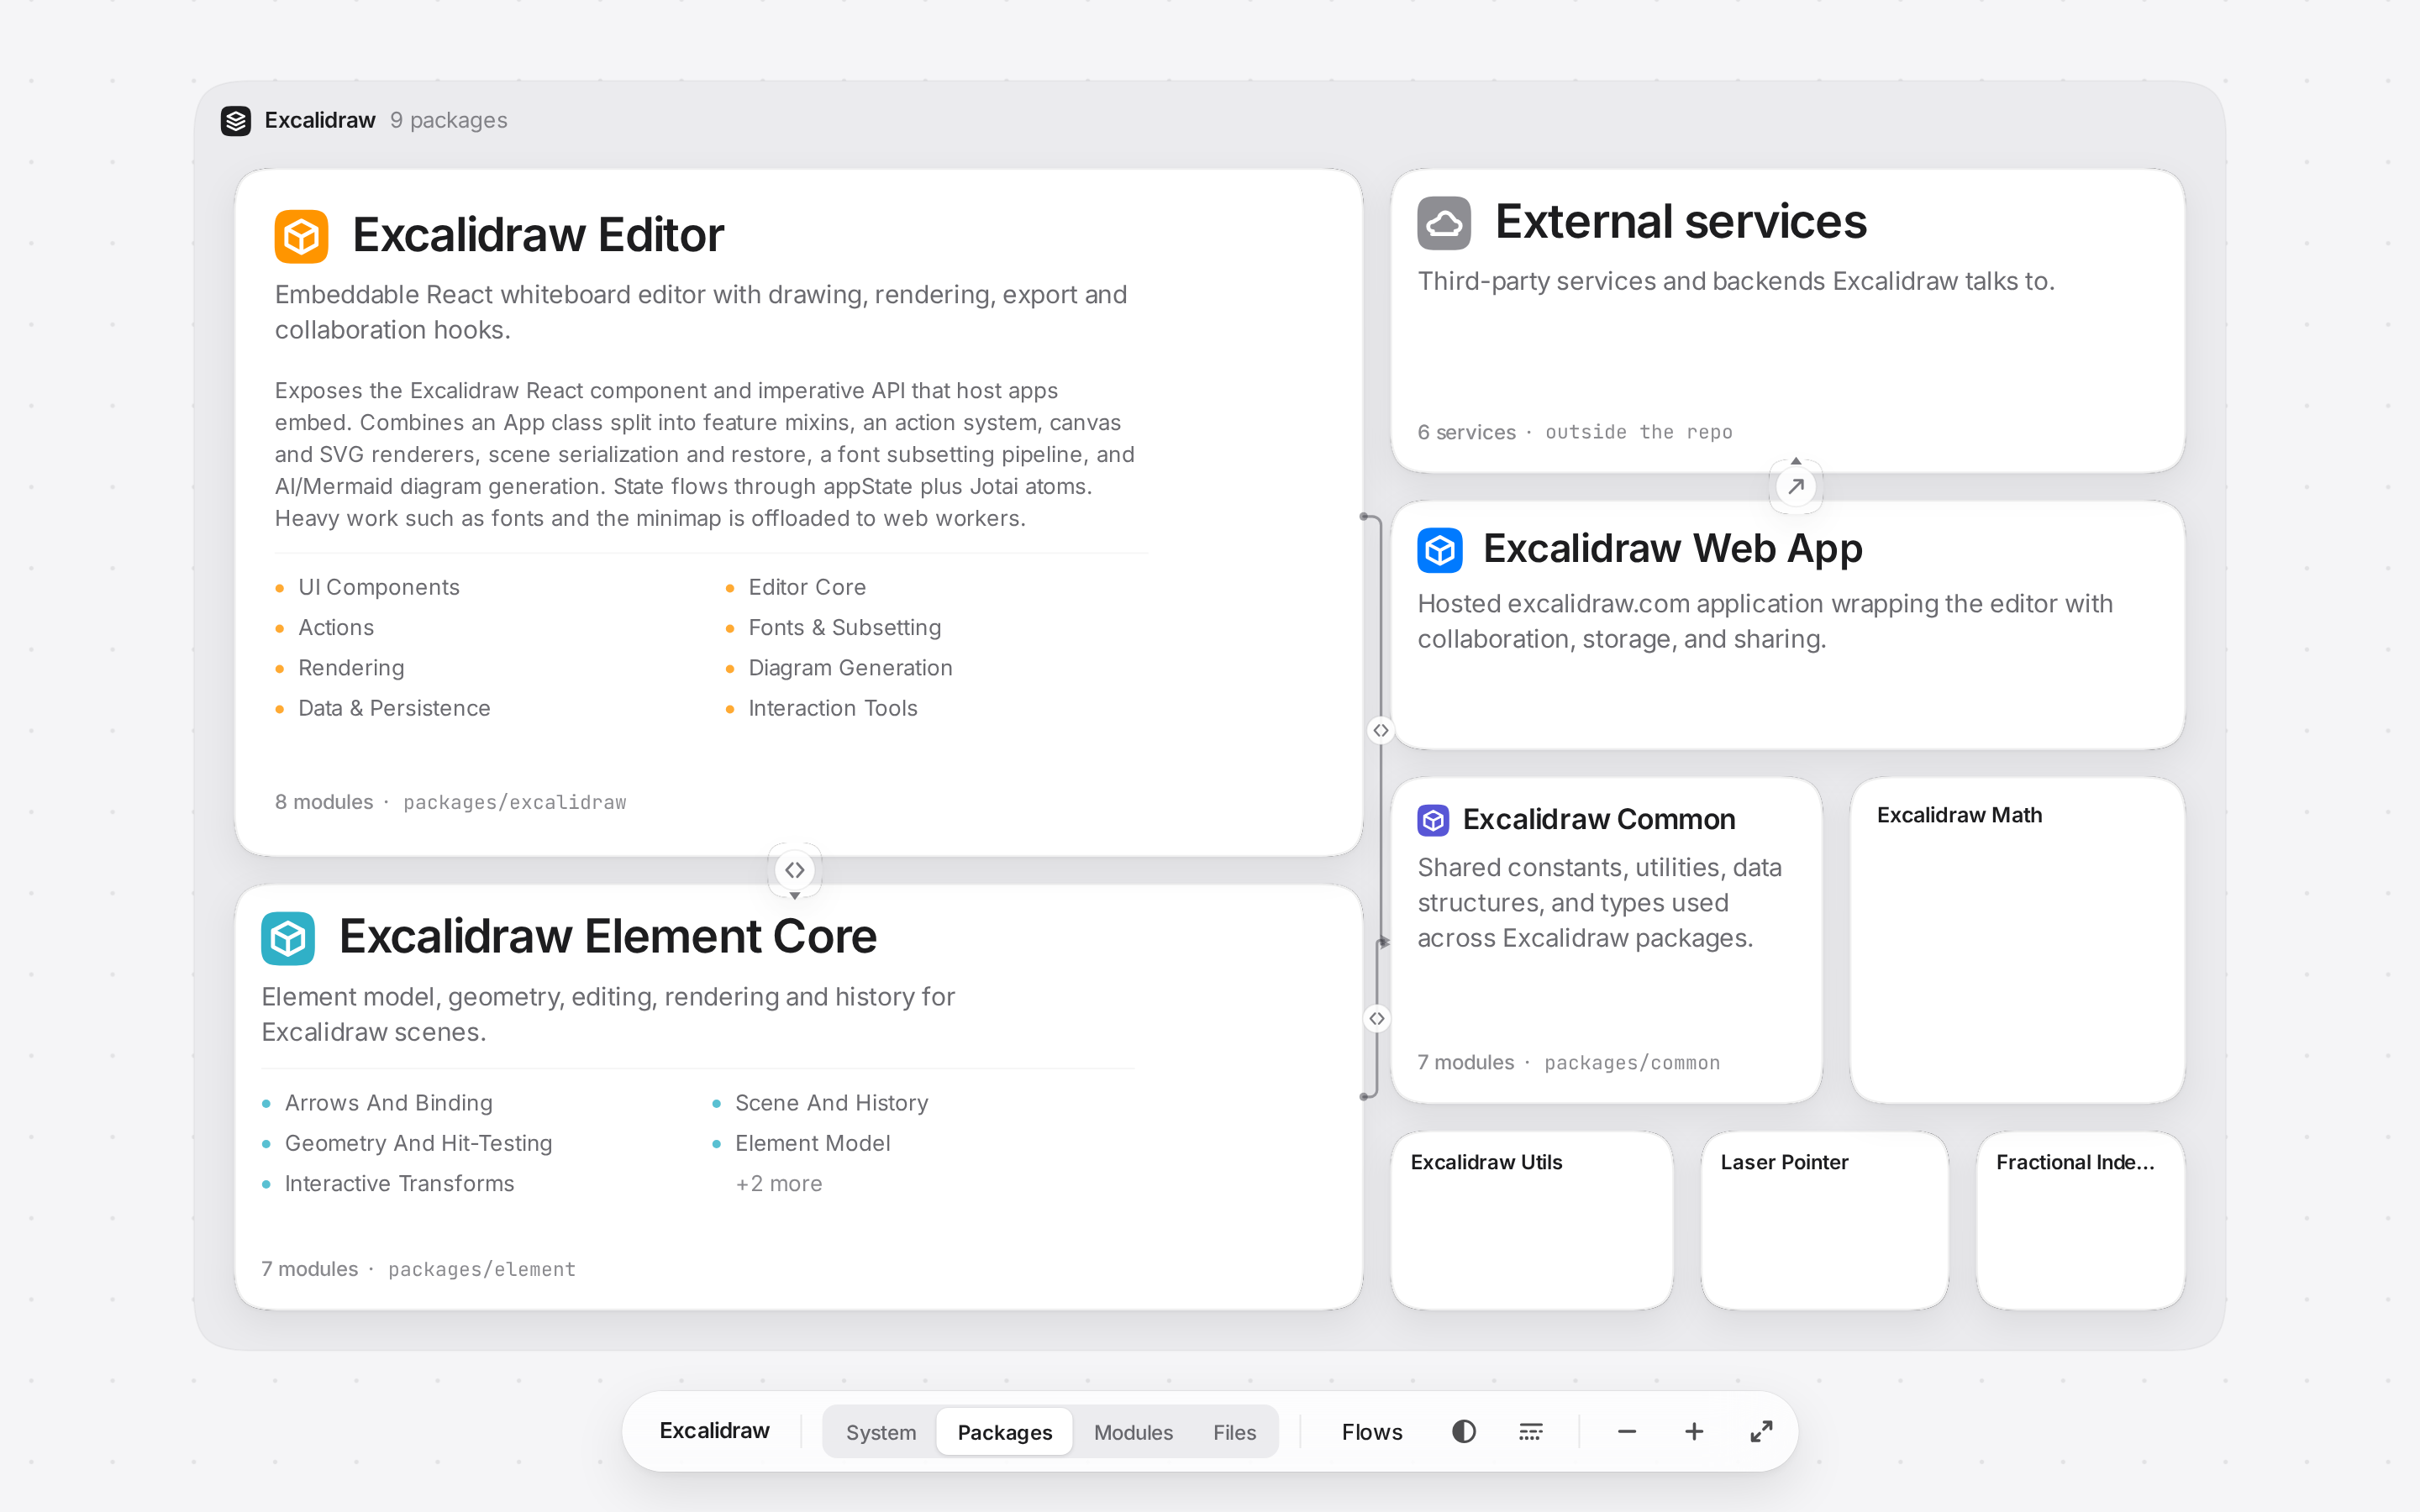 Excalidraw 9 packages
Excalidraw Editor
Embeddable React whiteboard editor with drawing, rendering, export and
collaboration hooks.
Exposes the Excalidraw React component and imperative API that host apps
embed. Combines an App class split into feature mixins, an action system, canvas
and SVG renderers, scene serialization and restore, a font subsetting pipeline, and
AI/Mermaid diagram generation. State flows through appState plus Jotai atoms.
Heavy work such as fonts and the minimap is offloaded to web workers.
UI Components
Editor Core
Actions
Fonts & Subsetting
Rendering
Diagram Generation
Data & Persistence
Interaction Tools
8 modules · packages/excalidraw
Excalidraw Element Core
Element model, geometry, editing, rendering and history for
Excalidraw scenes.
Arrows And Binding
Scene And History
Geometry And Hit-Testing
Element Model
Interactive Transforms
+2 more
7 modules · packages/element
External services
Third-party services and backends Excalidraw talks to.
6 services · outside the repo
Excalidraw Web App
Hosted excalidraw.com application wrapping the editor with
collaboration, storage, and sharing.
Excalidraw Common
Shared constants, utilities, data
structures, and types used
across Excalidraw packages.
7 modules · packages/common
Excalidraw Math
Excalidraw Utils
Laser Pointer
Fractional Inde...
Excalidraw System Packages Modules Files Flows